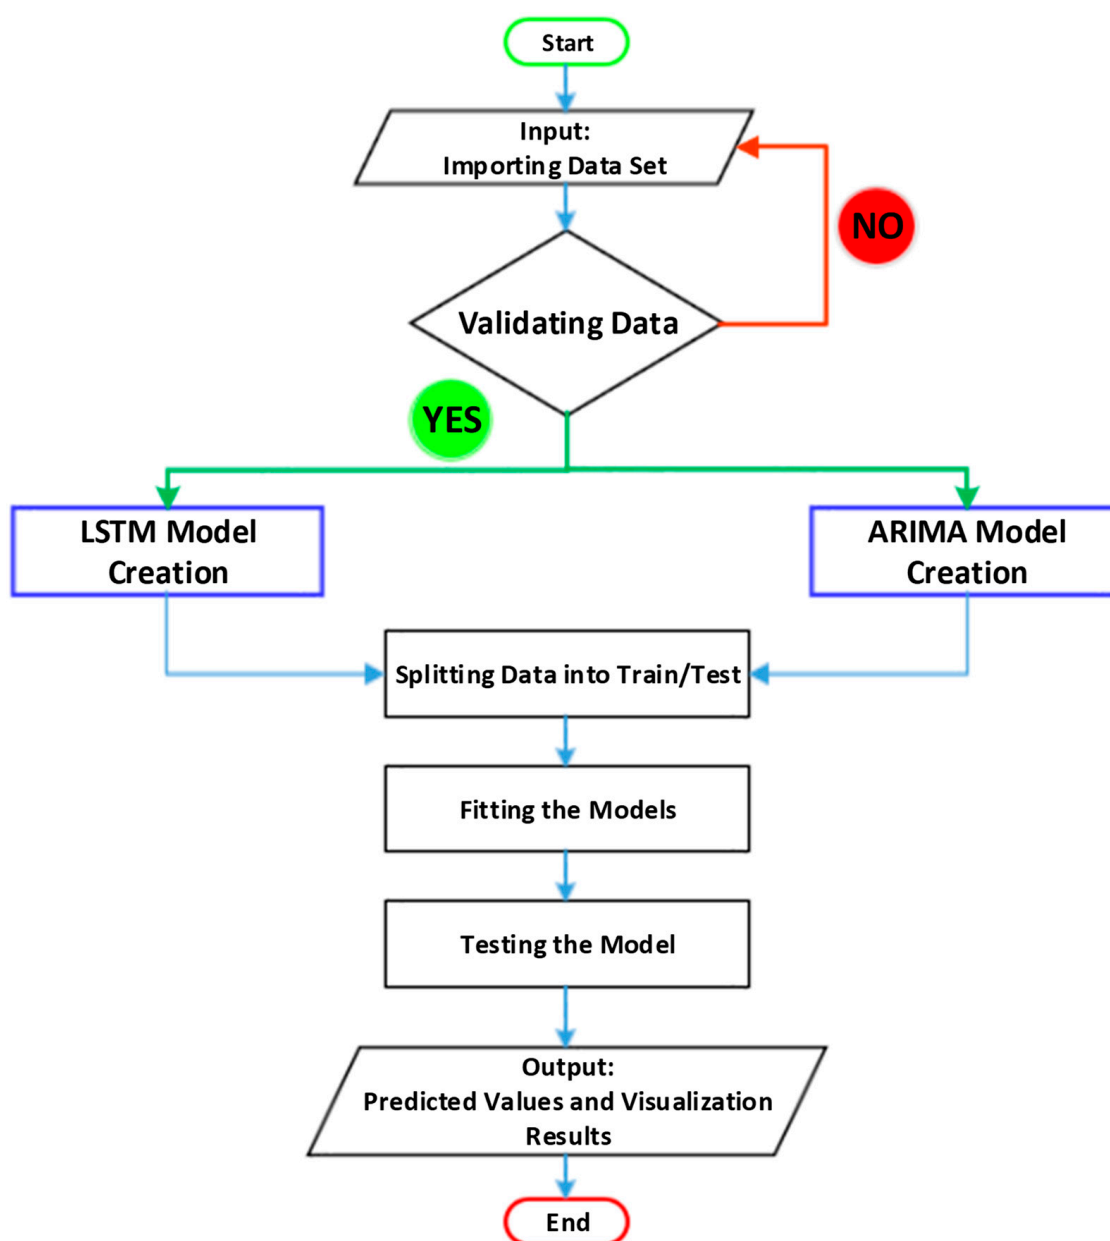 Start
Input:
Importing Data Set
NO
Validating Data
YES
LSTM Model
Creation
ARIMA Model
Creation
Splitting Data into Train/Test
Fitting the Models
Testing the Model
Output:
Predicted Values and Visualization
Results
End